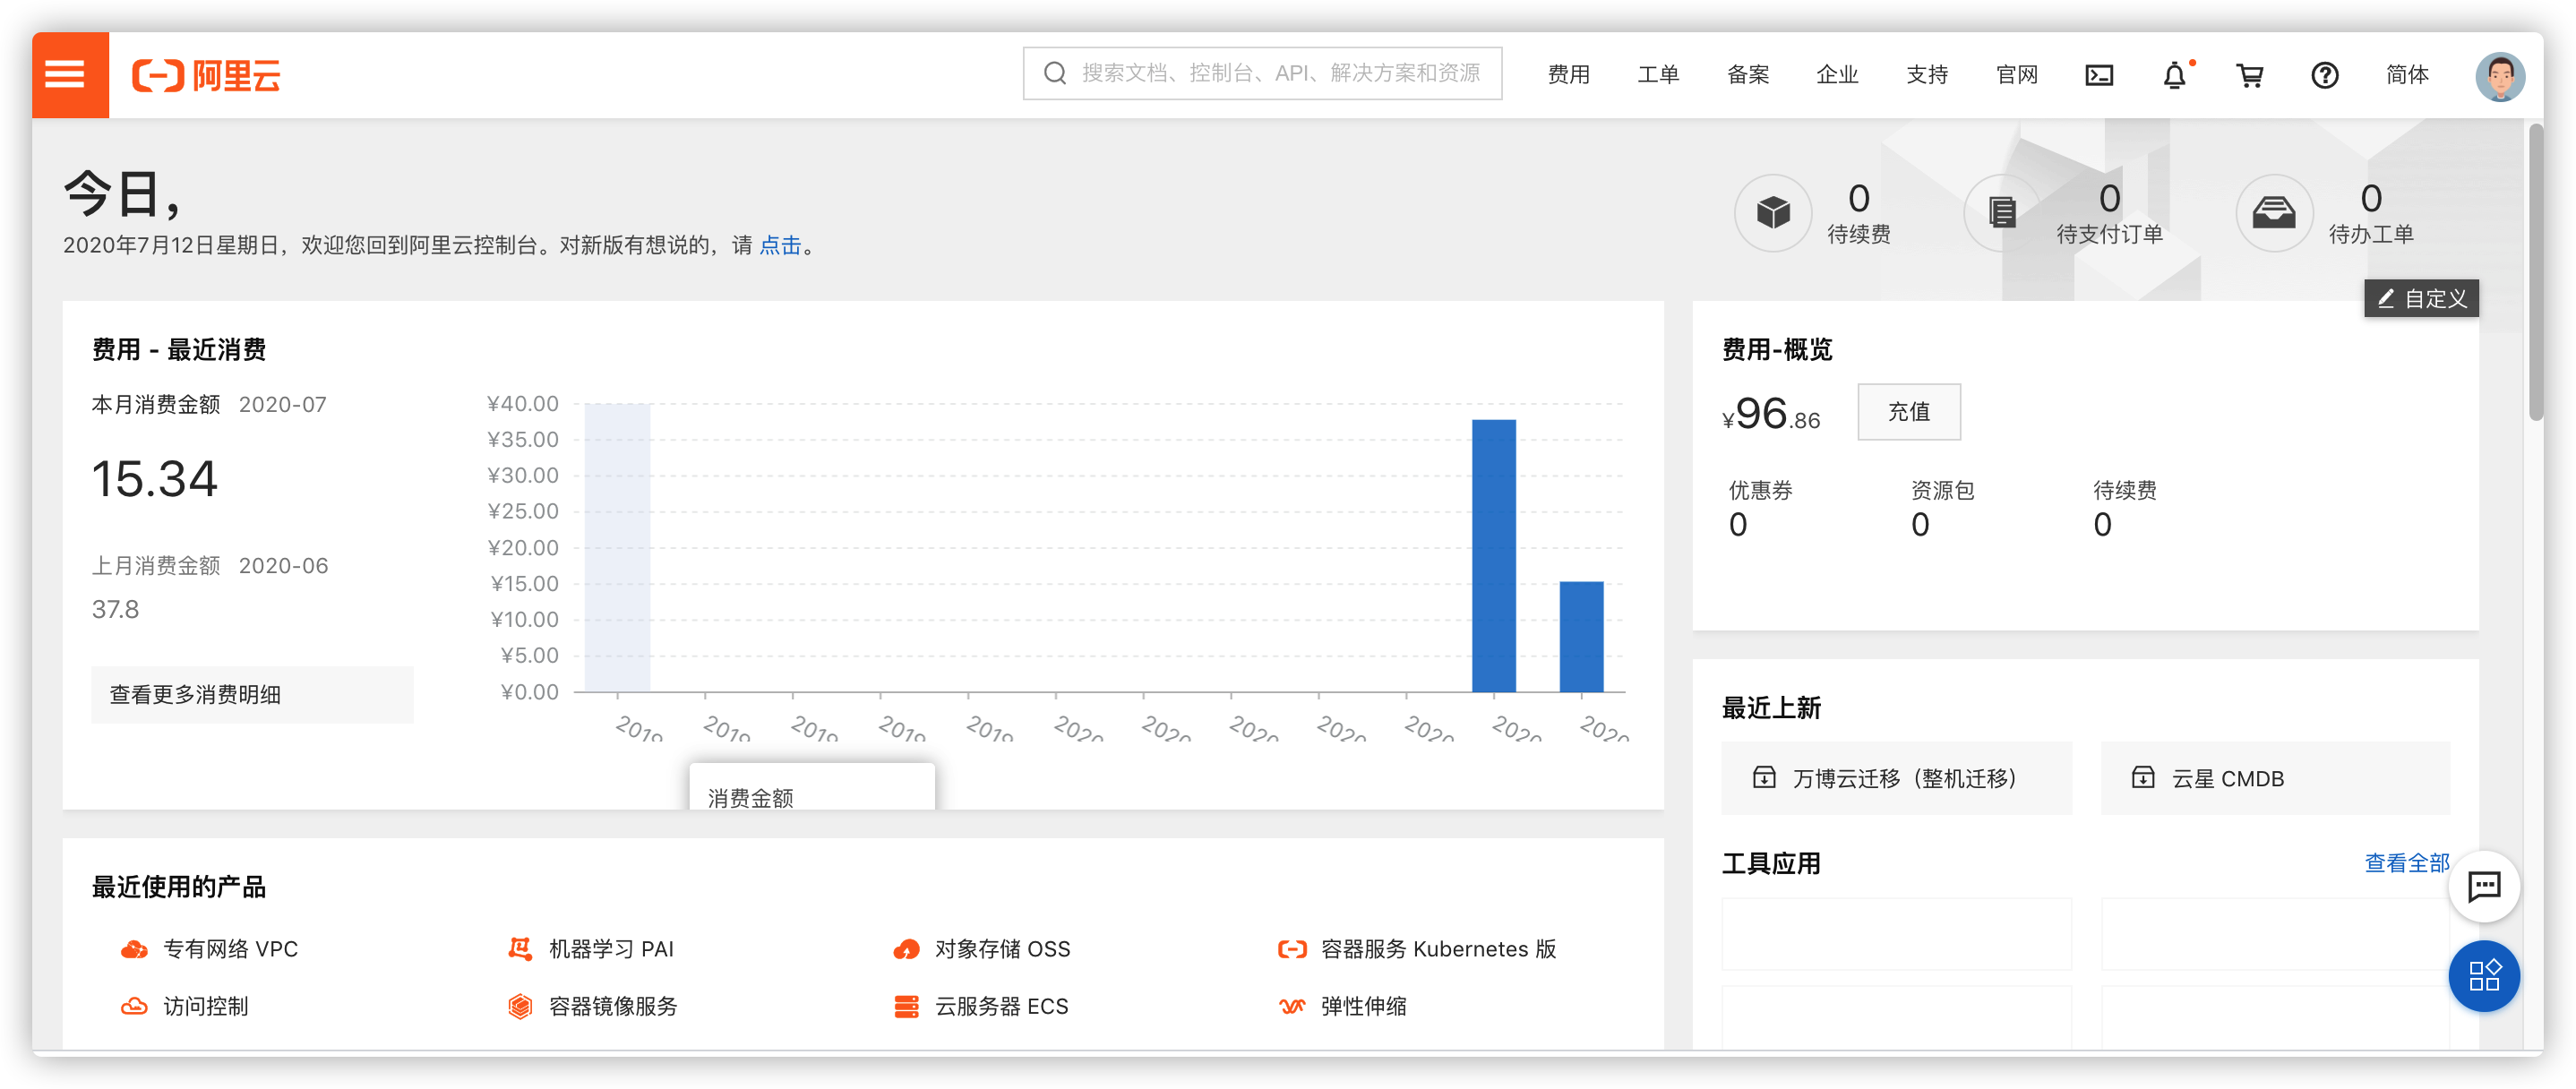 阿里云
搜索文档、控制台、API、解决方案和资源
费用 工单 备案 企业 支持 官网 简体
今日，
2020年7月12日星期日，欢迎您回到阿里云控制台。对新版有想说的，请 点击。
0 待续费
0 待支付订单
0 待办工单
自定义
费用 - 最近消费
本月消费金额 2020-07
15.34
上月消费金额 2020-06
37.8
查看更多消费明细
¥40.00
¥35.00
¥30.00
¥25.00
¥20.00
¥15.00
¥10.00
¥5.00
¥0.00
2019 2019 2019 2019 2019 2020 2020 2020 2020 2020 2020 2020
消费金额
费用-概览
¥96.86 充值
优惠券 资源包 待续费
0 0 0
最近上新
万博云迁移（整机迁移） 云星 CMDB
工具应用 查看全部
最近使用的产品
专有网络 VPC 机器学习 PAI 对象存储 OSS 容器服务 Kubernetes 版
访问控制 容器镜像服务 云服务器 ECS 弹性伸缩